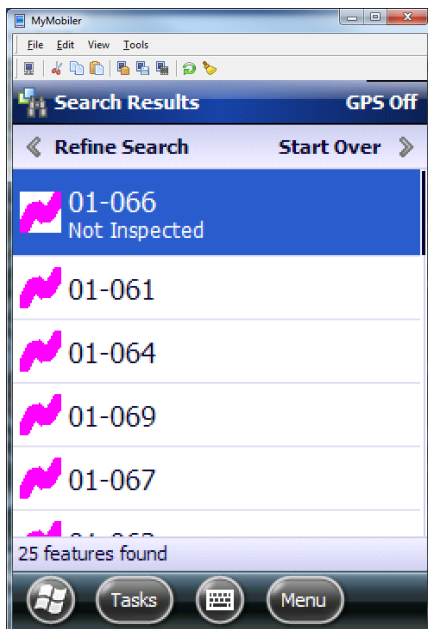 MyMobiler
File Edit View Tools
Search Results GPS Off
Refine Search Start Over
01-066
Not Inspected
01-061
01-064
01-069
01-067
25 features found
Tasks Menu